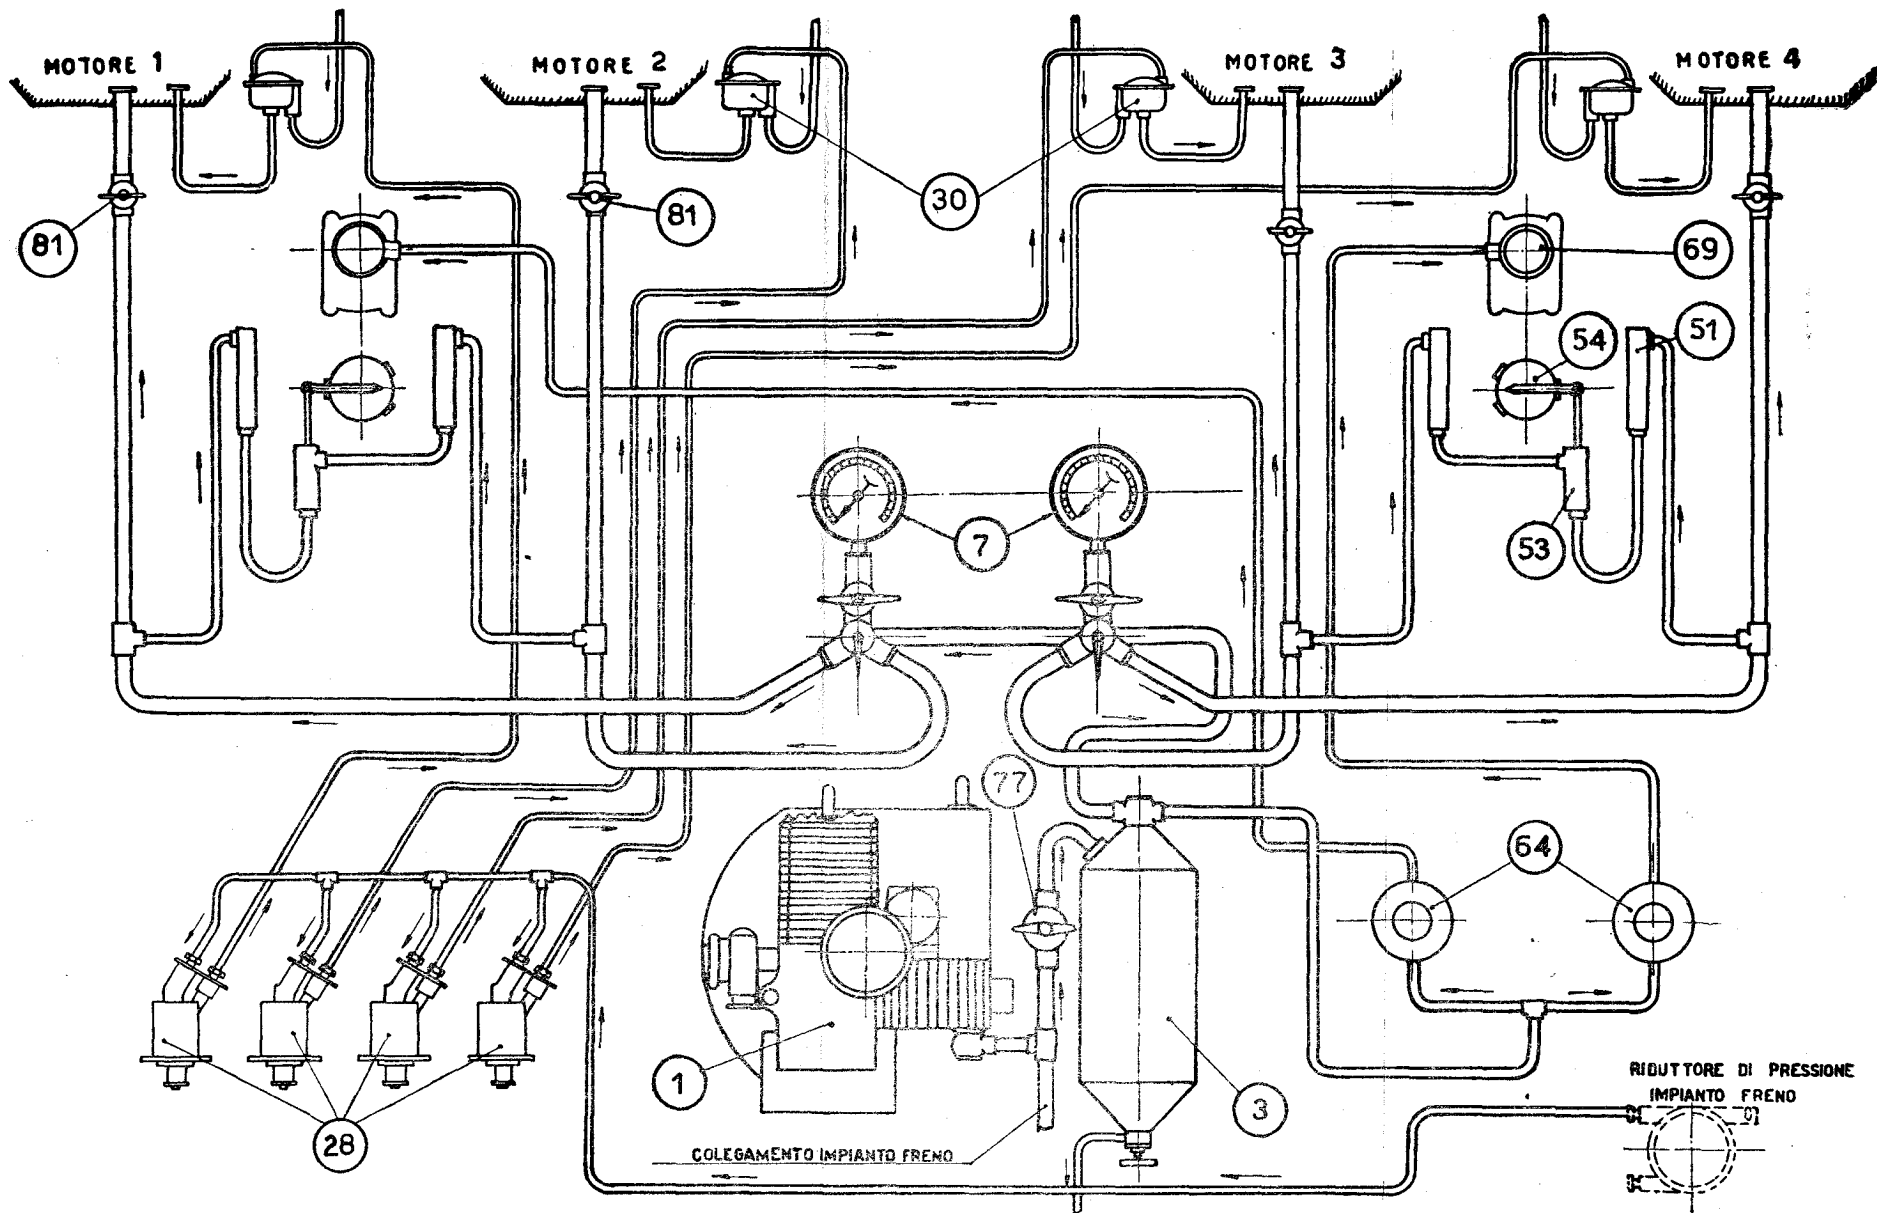 MOTORE 1
MOTORE 2
MOTORE 3
MOTORE 4
81
81
30
69
54
51
7
53
77
64
1
3
28
RIDUTTORE DI PRESSIONE
IMPIANTO FRENO
COLEGAMENTO IMPIANTO FRENO